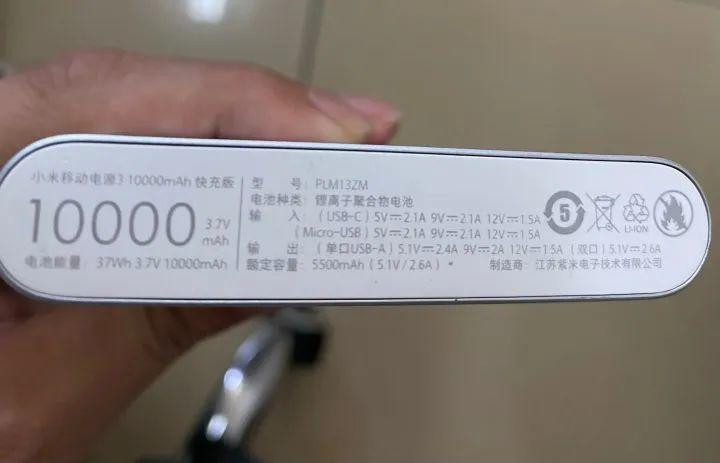 小米移动电源3 10000mAh 快充版
10000 3.7V mAh
电池能量: 37Wh 3.7V 10000mAh
型 号: PLM13ZM
电池种类: 锂离子聚合物电池
输 入: (USB-C) 5V⎓2.1A 9V⎓2.1A 12V⎓1.5A
(Micro-USB) 5V⎓2.1A 9V⎓2.1A 12V⎓1.5A
输 出: (单口USB-A) 5.1V⎓2.4A 9V⎓2A 12V⎓1.5A (双口) 5.1V⎓2.6A
额定容量: 5500mAh (5.1V/2.6A) *
制造商: 江苏紫米电子技术有限公司
5
LI-ION